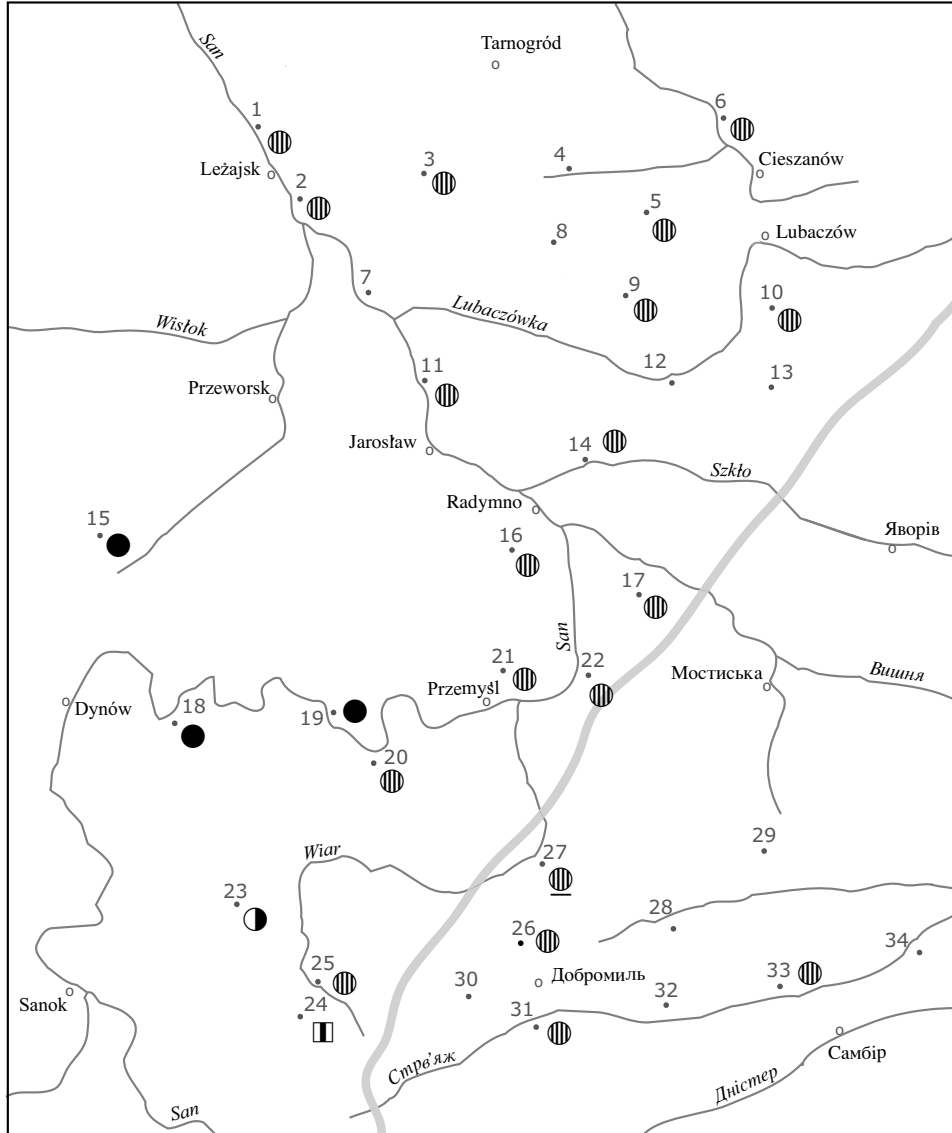 San
Tarnogród
1
6
Leżajsk
3
4
Cieszanów
2
5
8
Lubaczów
7
9
10
Wisłok
Lubaczówka
11
12
13
Przeworsk
Jarosław
14
Szkło
Radymno
15
16
Яворів
17
San
21
22
Przemyśl
Мостиська
Вишня
Dynów
18
19
20
Wiar
27
29
23
28
26
34
25
30
Добромиль
33
Sanok
24
31
32
Стрв’яж
Самбір
Дністер
San